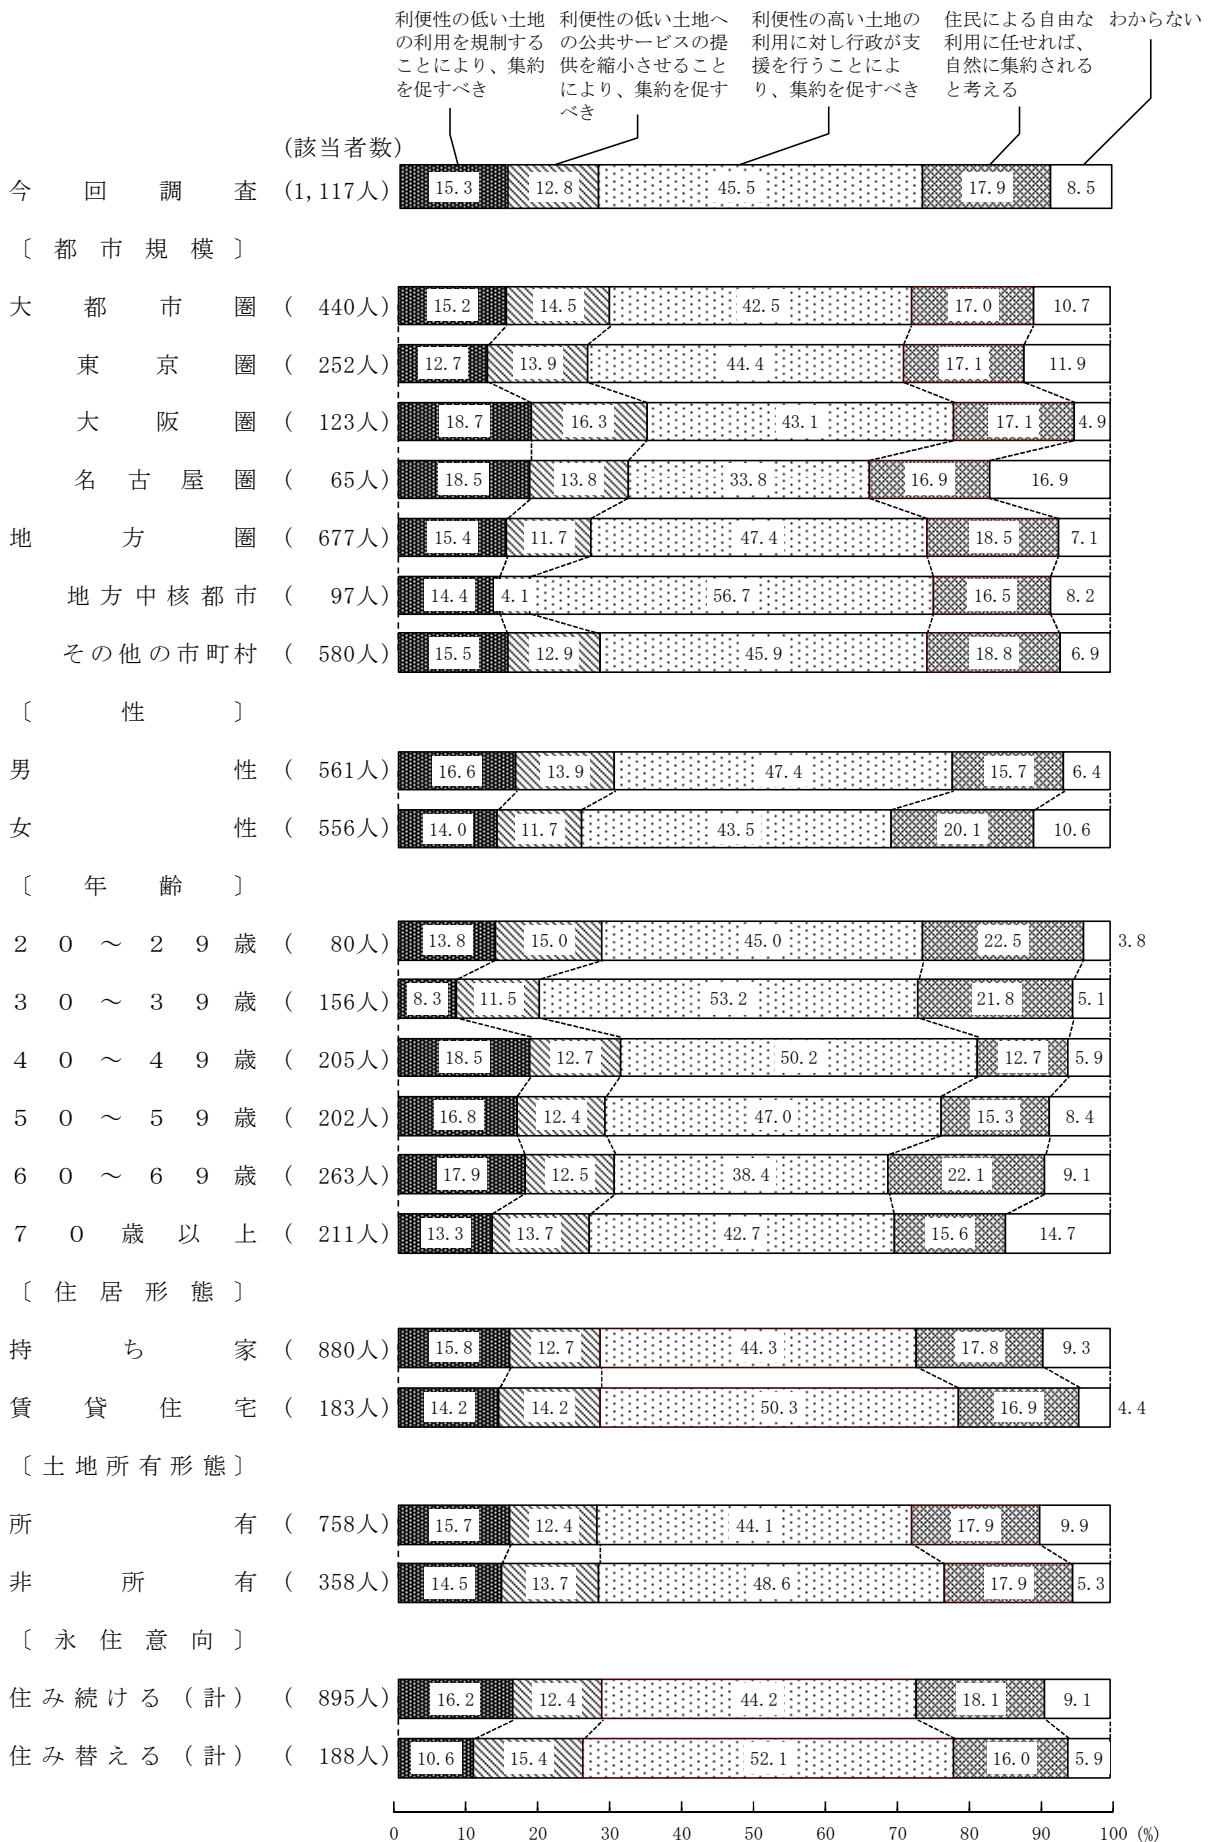 利便性の低い土地
の利用を規制する
ことにより、集約
を促すべき
利便性の低い土地へ
の公共サービスの提
供を縮小させること
により、集約を促す
べき
利便性の高い土地の
利用に対し行政が支
援を行うことによ
り、集約を促すべき
住民による自由な
利用に任せれば、
自然に集約される
と考える
わからない
(該当者数)
今回調査 (1,117人) 15.3 12.8 45.5 17.9 8.5
〔都市規模〕
大都市圏 ( 440人) 15.2 14.5 42.5 17.0 10.7
東京圏 ( 252人) 12.7 13.9 44.4 17.1 11.9
大阪圏 ( 123人) 18.7 16.3 43.1 17.1 4.9
名古屋圏 ( 65人) 18.5 13.8 33.8 16.9 16.9
地方圏 ( 677人) 15.4 11.7 47.4 18.5 7.1
地方中核都市 ( 97人) 14.4 4.1 56.7 16.5 8.2
その他の市町村 ( 580人) 15.5 12.9 45.9 18.8 6.9
〔性〕
男性 ( 561人) 16.6 13.9 47.4 15.7 6.4
女性 ( 556人) 14.0 11.7 43.5 20.1 10.6
〔年齢〕
20～29歳 ( 80人) 13.8 15.0 45.0 22.5 3.8
30～39歳 ( 156人) 8.3 11.5 53.2 21.8 5.1
40～49歳 ( 205人) 18.5 12.7 50.2 12.7 5.9
50～59歳 ( 202人) 16.8 12.4 47.0 15.3 8.4
60～69歳 ( 263人) 17.9 12.5 38.4 22.1 9.1
70歳以上 ( 211人) 13.3 13.7 42.7 15.6 14.7
〔住居形態〕
持ち家 ( 880人) 15.8 12.7 44.3 17.8 9.3
賃貸住宅 ( 183人) 14.2 14.2 50.3 16.9 4.4
〔土地所有形態〕
所有 ( 758人) 15.7 12.4 44.1 17.9 9.9
非所有 ( 358人) 14.5 13.7 48.6 17.9 5.3
〔永住意向〕
住み続ける（計） ( 895人) 16.2 12.4 44.2 18.1 9.1
住み替える（計） ( 188人) 10.6 15.4 52.1 16.0 5.9
0 10 20 30 40 50 60 70 80 90 100 (%)